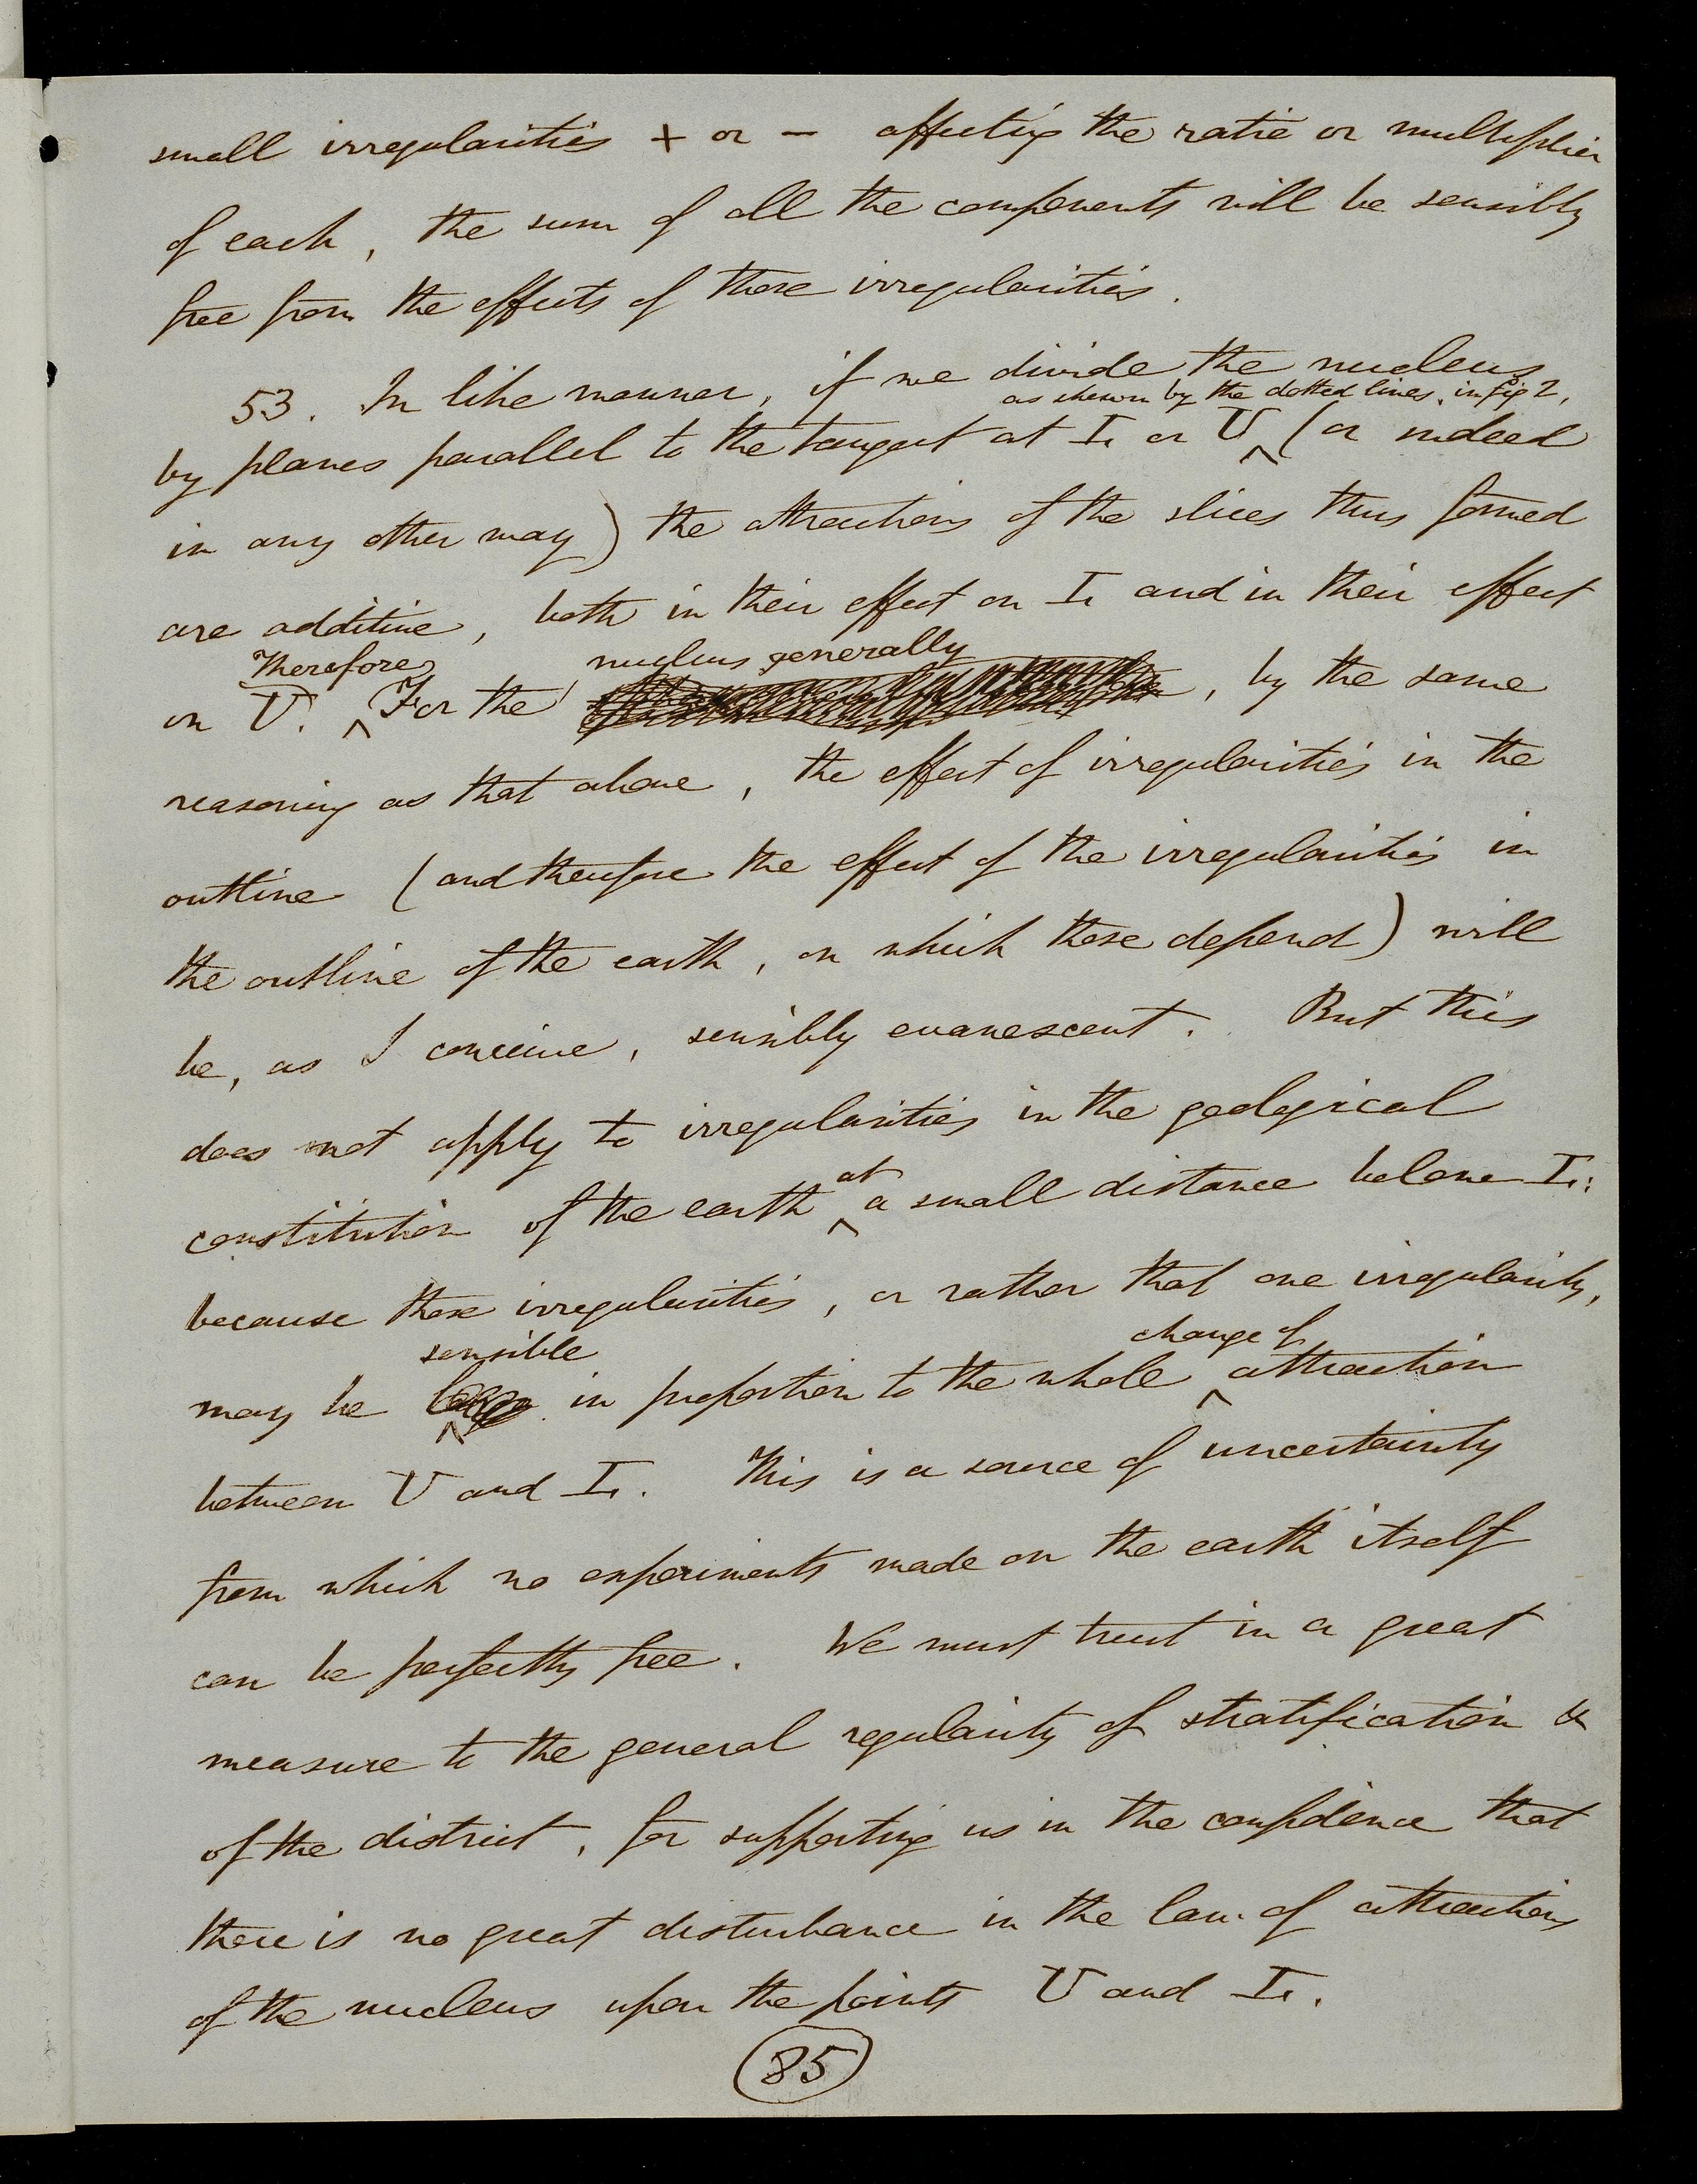 small irregularities + or − affecting the ratio or multiplier
of each, the sum of all the components will be sensibly
free from the effects of those irregularities.
53. In like manner, if we divide the nucleus
as shewn by the dotted lines in fig 2,
by planes parallel to the tangent at L or U (or indeed
in any other way) the attractions of the slices thus formed
are additive, both in their effect on L and in their effect
Therefore, nucleus generally
on U. For the , by the same
reasoning as that above, the effect of irregularities in the
outline (and therefore the effect of the irregularities in
the outline of the earth, on which these depend) will
be, as I conceive, sensibly evanescent. But this
does not apply to irregularities in the geological
at
constitution of the earth a small distance below L:
because these irregularities, or rather that one irregularity,
sensible change of
may be large in proportion to the whole attraction
between U and L. This is a source of uncertainty
from which no experiments made on the earth itself
can be perfectly free. We must trust in a great
measure to the general regularity of stratification &
of the district, for supporting us in the confidence that
there is no great disturbance in the law of attractions
of the nucleus upon the points U and L.
85